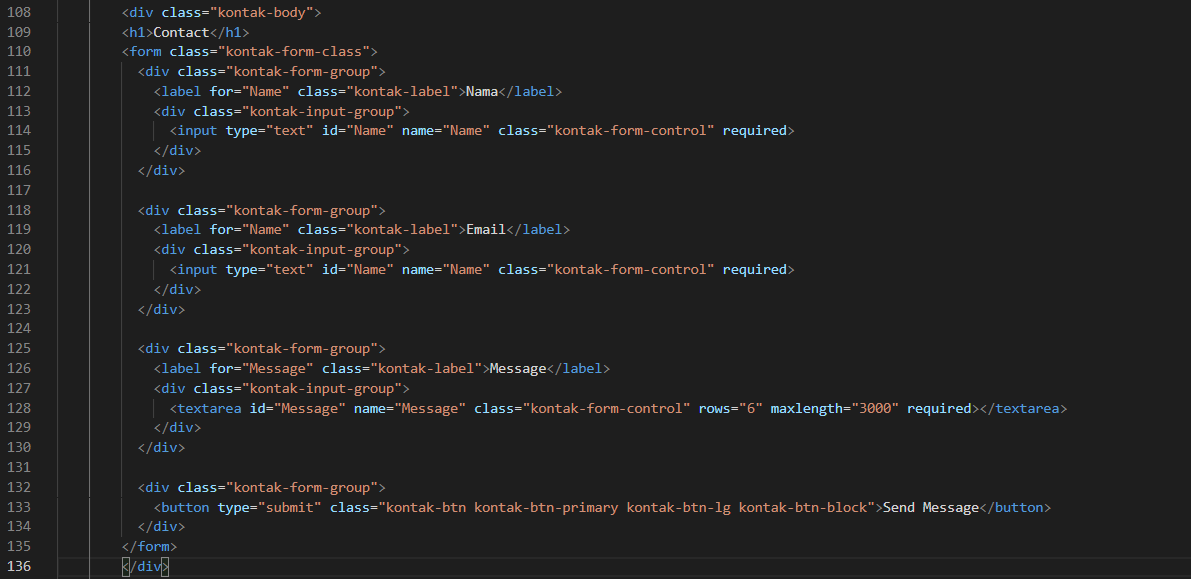 108 <div class="kontak-body">
109 <h1>Contact</h1>
110 <form class="kontak-form-class">
111 <div class="kontak-form-group">
112 <label for="Name" class="kontak-label">Nama</label>
113 <div class="kontak-input-group">
114 <input type="text" id="Name" name="Name" class="kontak-form-control" required>
115 </div>
116 </div>
117
118 <div class="kontak-form-group">
119 <label for="Name" class="kontak-label">Email</label>
120 <div class="kontak-input-group">
121 <input type="text" id="Name" name="Name" class="kontak-form-control" required>
122 </div>
123 </div>
124
125 <div class="kontak-form-group">
126 <label for="Message" class="kontak-label">Message</label>
127 <div class="kontak-input-group">
128 <textarea id="Message" name="Message" class="kontak-form-control" rows="6" maxlength="3000" required></textarea>
129 </div>
130 </div>
131
132 <div class="kontak-form-group">
133 <button type="submit" class="kontak-btn kontak-btn-primary kontak-btn-lg kontak-btn-block">Send Message</button>
134 </div>
135 </form>
136 </div>